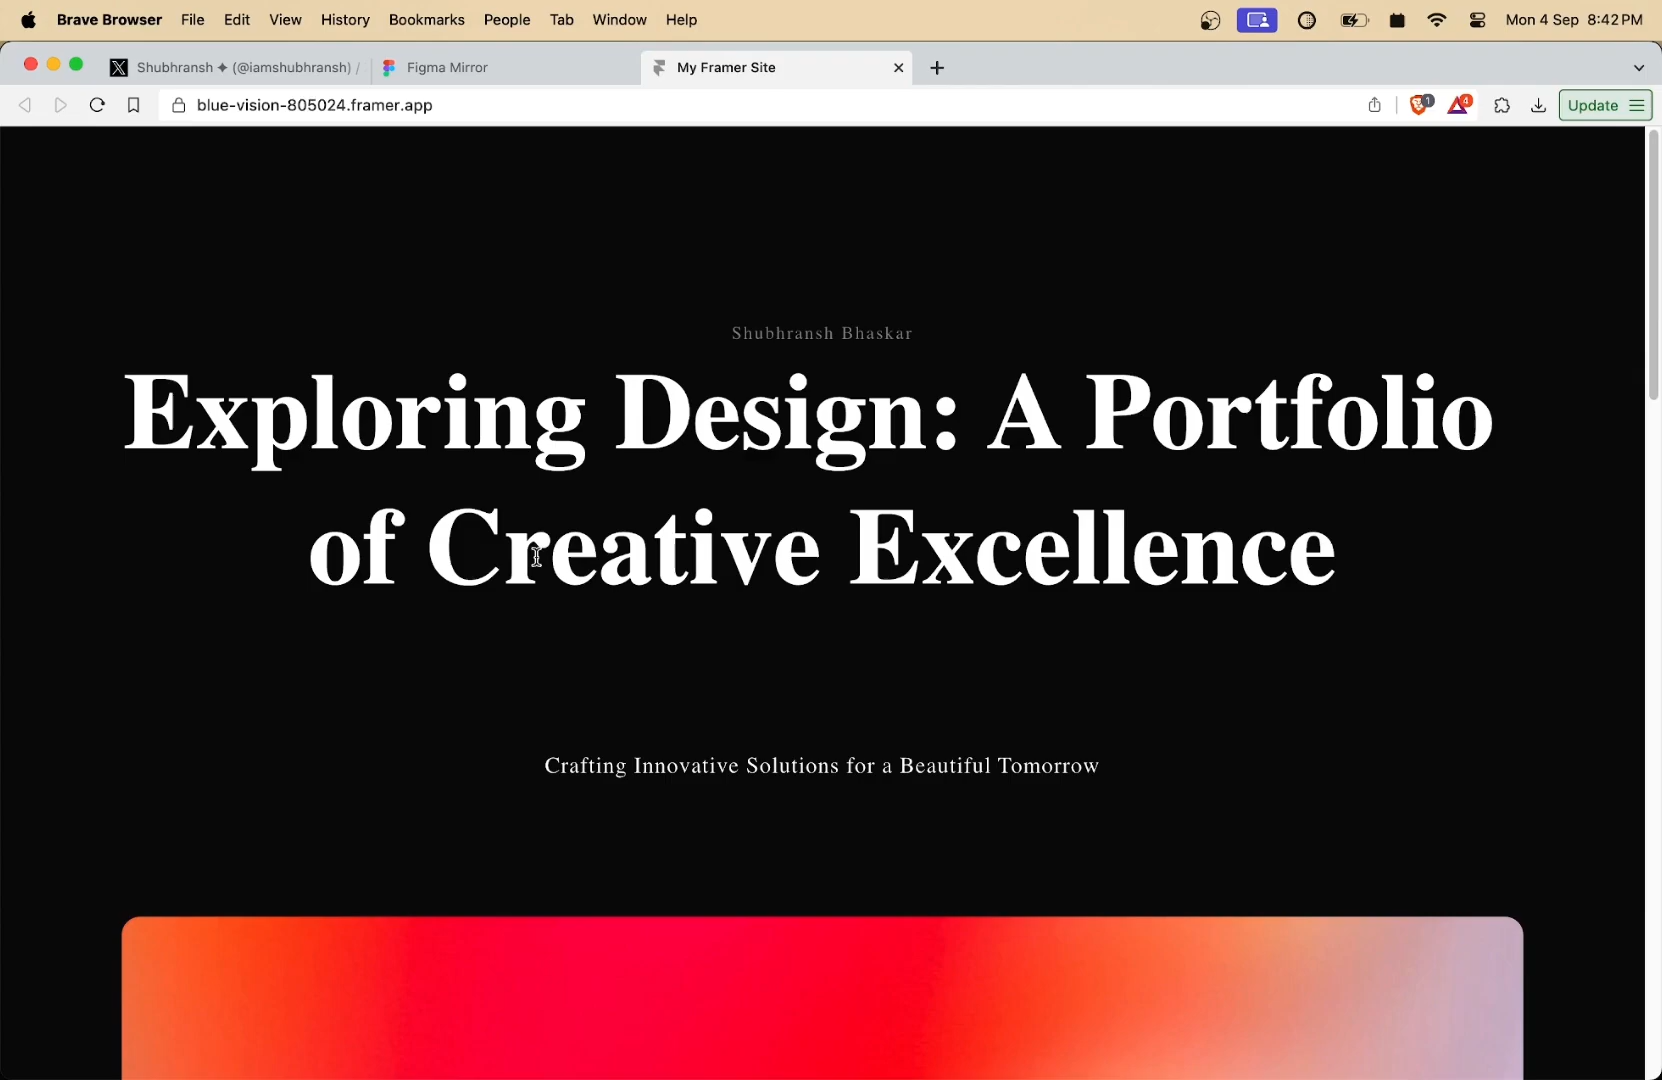 Brave Browser File Edit View History Bookmarks People Tab Window Help Mon 4 Sep 8:42 PM
Shubhransh ✦ (@iamshubhransh) / Figma Mirror My Framer Site
blue-vision-805024.framer.app 1 4 Update
Shubhransh Bhaskar
Exploring Design: A Portfolio
of Creative Excellence
Crafting Innovative Solutions for a Beautiful Tomorrow